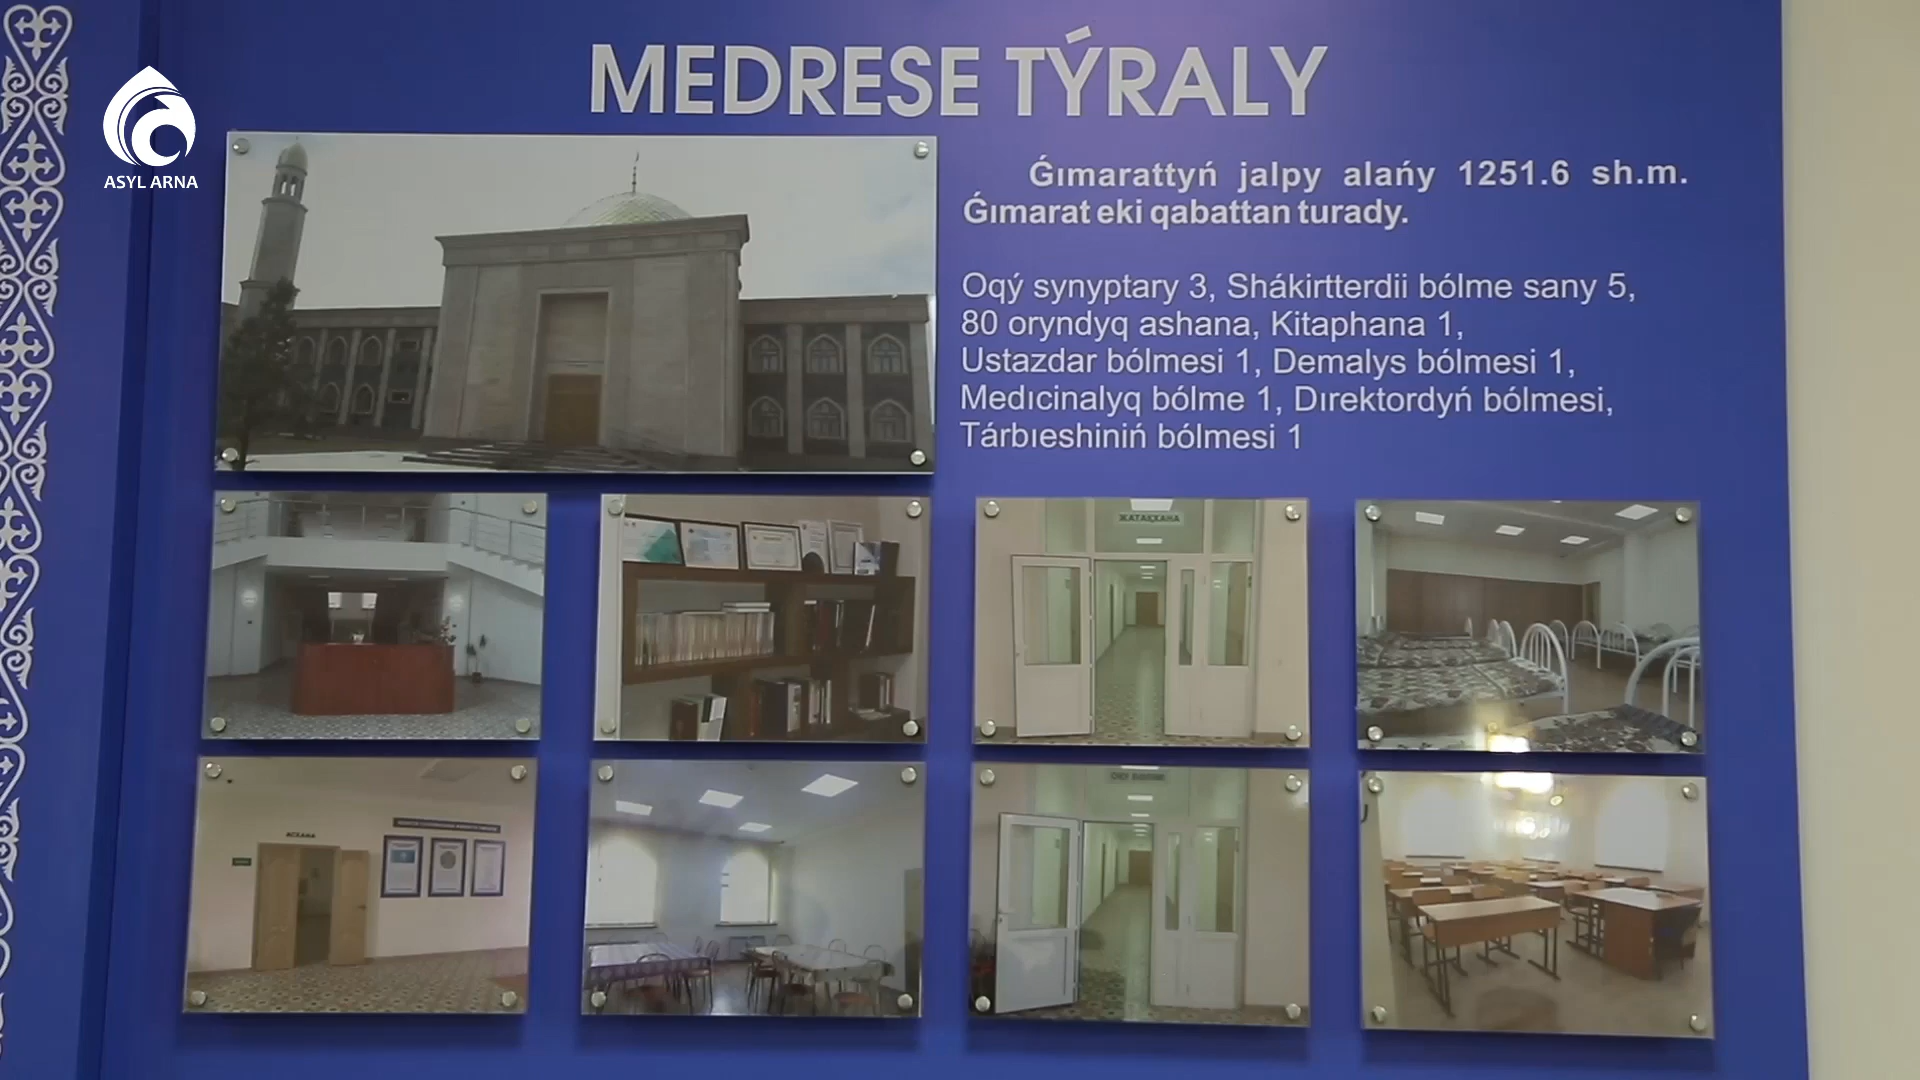 MEDRESE TÝRALY
ASYL ARNA
Ǵımarattyń jalpy alańy 1251.6 sh.m.
Ǵımarat eki qabattan turady.
Oqý synyptary 3, Shákirtterdii bólme sany 5,
80 oryndyq ashana, Kitaphana 1,
Ustazdar bólmesi 1, Demalys bólmesi 1,
Medıcinalyq bólme 1, Dırektordyń bólmesi,
Tárbıeshiniń bólmesi 1
ЖАТАҚХАНА
АСХАНА